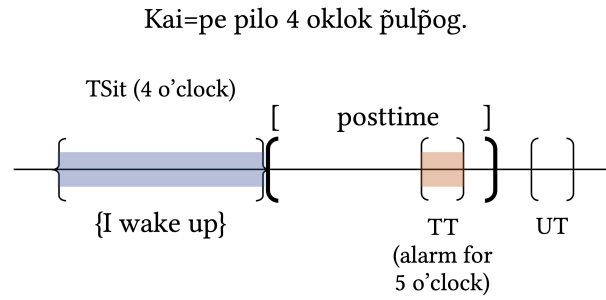 Kai=pe pilo 4 oklok p̃ulp̃og.
TSit (4 o’clock)
[ posttime ]
{I wake up}
TT
(alarm for
5 o’clock)
UT